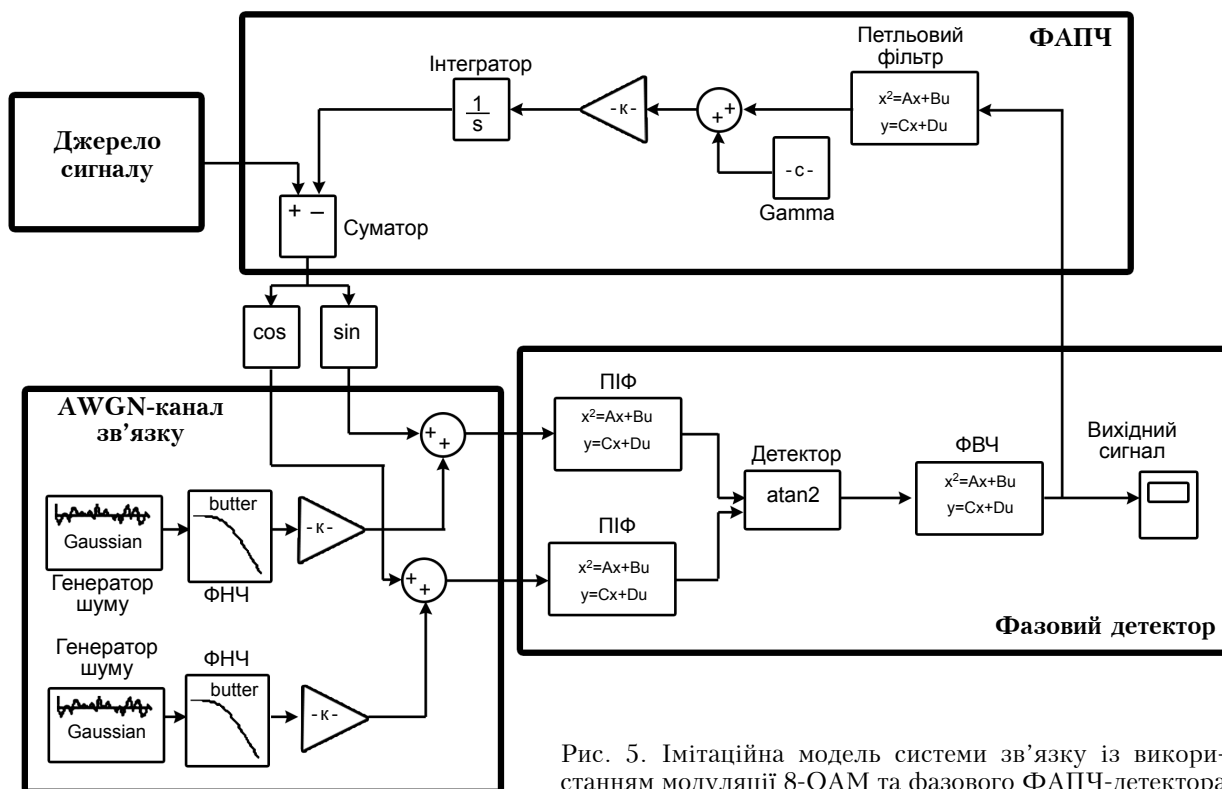 ФАПЧ
Петльовий
фільтр
x²=Ax+Bu
y=Cx+Du
Інтегратор
1
s
-к-
+ +
-с-
Gamma
Джерело
сигналу
+ –
Суматор
cos
sin
AWGN-канал
зв’язку
+ +
butter
Gaussian
-к-
Генератор
шуму
ФНЧ
+ +
Генератор
шуму
ФНЧ
butter
Gaussian
-к-
ПІФ
x²=Ax+Bu
y=Cx+Du
Детектор
atan2
ФВЧ
x²=Ax+Bu
y=Cx+Du
Вихідний
сигнал
ПІФ
x²=Ax+Bu
y=Cx+Du
Фазовий детектор
Рис. 5. Імітаційна модель системи зв’язку із викори-
станням модуляції 8-QAM та фазового ФАПЧ-детектора